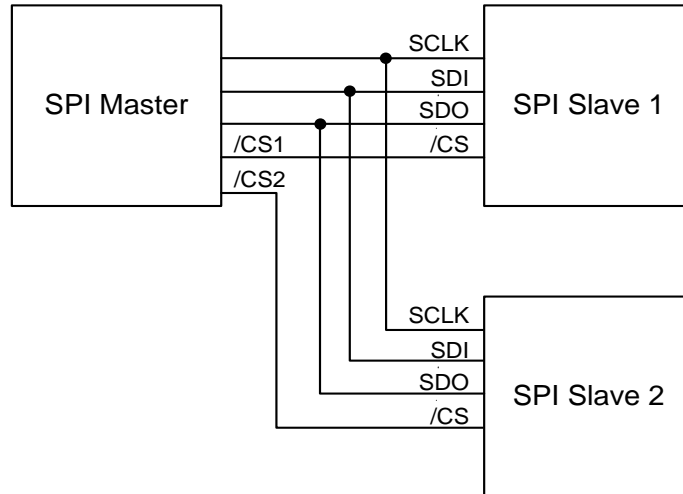 SPI Master
/CS1
/CS2
SCLK
SDI
SDO
/CS
SPI Slave 1
SCLK
SDI
SDO
/CS
SPI Slave 2